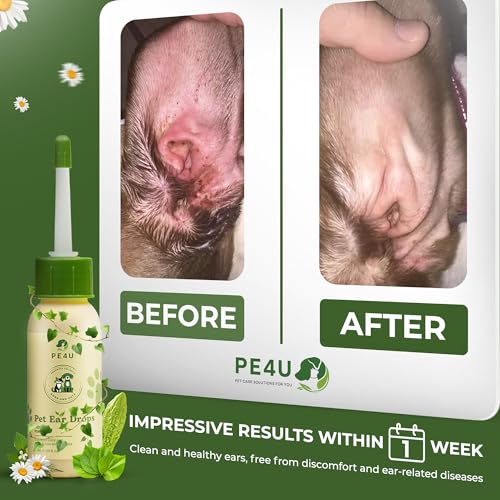 BEFORE
AFTER
PE4U
PET CARE SOLUTIONS FOR YOU
PE4U
Pet Ear Drops
IMPRESSIVE RESULTS WITHIN 1 WEEK
Clean and healthy ears, free from discomfort and ear-related diseases